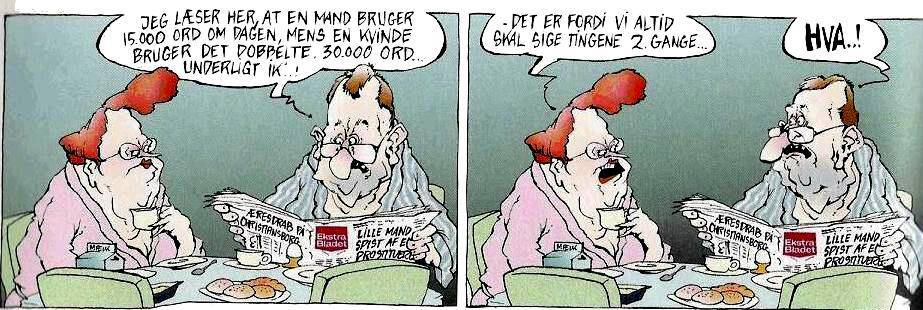 JEG LÆSER HER, AT EN MAND BRUGER
15.000 ORD OM DAGEN, MENS EN KVINDE
BRUGER DET DOBBELTE. 30.000 ORD...
UNDERLIGT IK..!
ÆRESDRAB PÅ
CHRISTIANSBORG
Ekstra
Bladet
LILLE MAND
SPIST AF EN
PROSTITUERET
MÆLK
- DET ER FORDI VI ALTID
SKAL SIGE TINGENE 2. GANGE...
HVA..!
ÆRESDRAB PÅ
CHRISTIANSBORG
Ekstra
Bladet
LILLE MAND
SPIST AF EN
PROSTITUERET
MÆLK